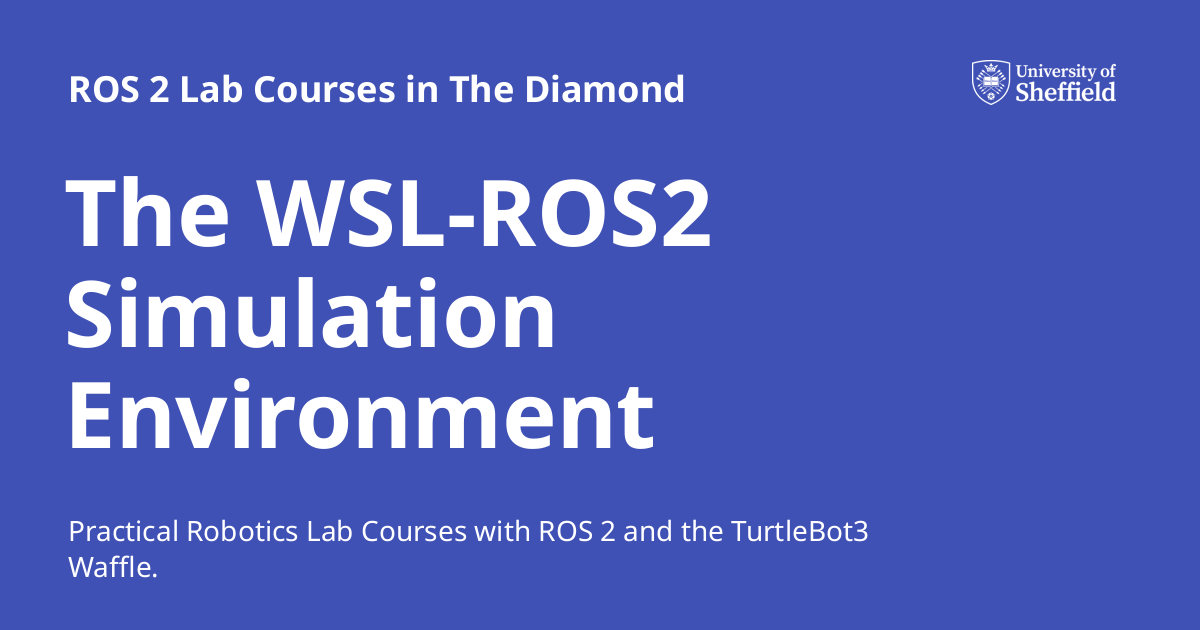 ROS 2 Lab Courses in The Diamond
University of
Sheffield
The WSL-ROS2
Simulation
Environment
Practical Robotics Lab Courses with ROS 2 and the TurtleBot3
Waffle.